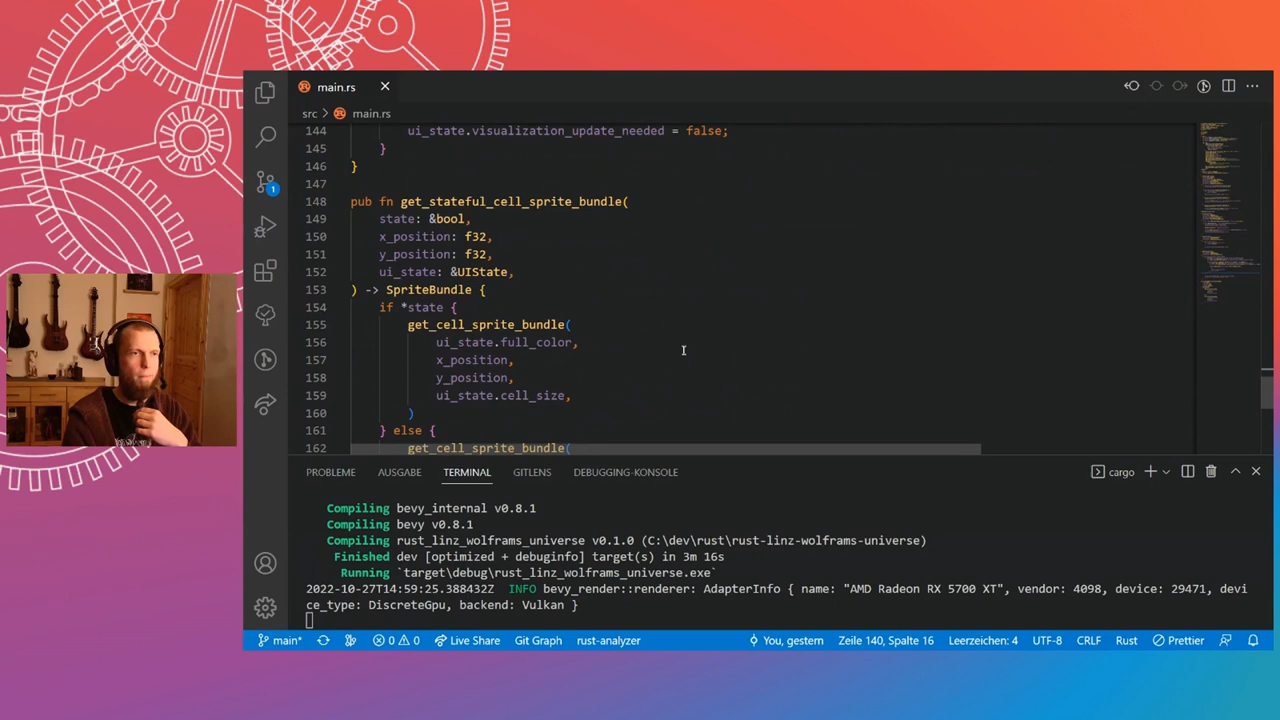 main.rs
src > main.rs
144 ui_state.visualization_update_needed = false;
145 }
146 }
147
148 pub fn get_stateful_cell_sprite_bundle(
149 state: &bool,
150 x_position: f32,
151 y_position: f32,
152 ui_state: &UIState,
153 ) -> SpriteBundle {
154 if *state {
155 get_cell_sprite_bundle(
156 ui_state.full_color,
157 x_position,
158 y_position,
159 ui_state.cell_size,
160 )
161 } else {
162 get_cell_sprite_bundle(
1
PROBLEME AUSGABE TERMINAL GITLENS DEBUGGING-KONSOLE cargo
Compiling bevy_internal v0.8.1
Compiling bevy v0.8.1
Compiling rust_linz_wolframs_universe v0.1.0 (C:\dev\rust\rust-linz-wolframs-universe)
Finished dev [optimized + debuginfo] target(s) in 3m 16s
Running `target\debug\rust_linz_wolframs_universe.exe`
2022-10-27T14:59:25.388432Z INFO bevy_render::renderer: AdapterInfo { name: "AMD Radeon RX 5700 XT", vendor: 4098, device: 29471, devi
ce_type: DiscreteGpu, backend: Vulkan }
main* 0 0 Live Share Git Graph rust-analyzer You, gestern Zeile 140, Spalte 16 Leerzeichen: 4 UTF-8 CRLF Rust Prettier